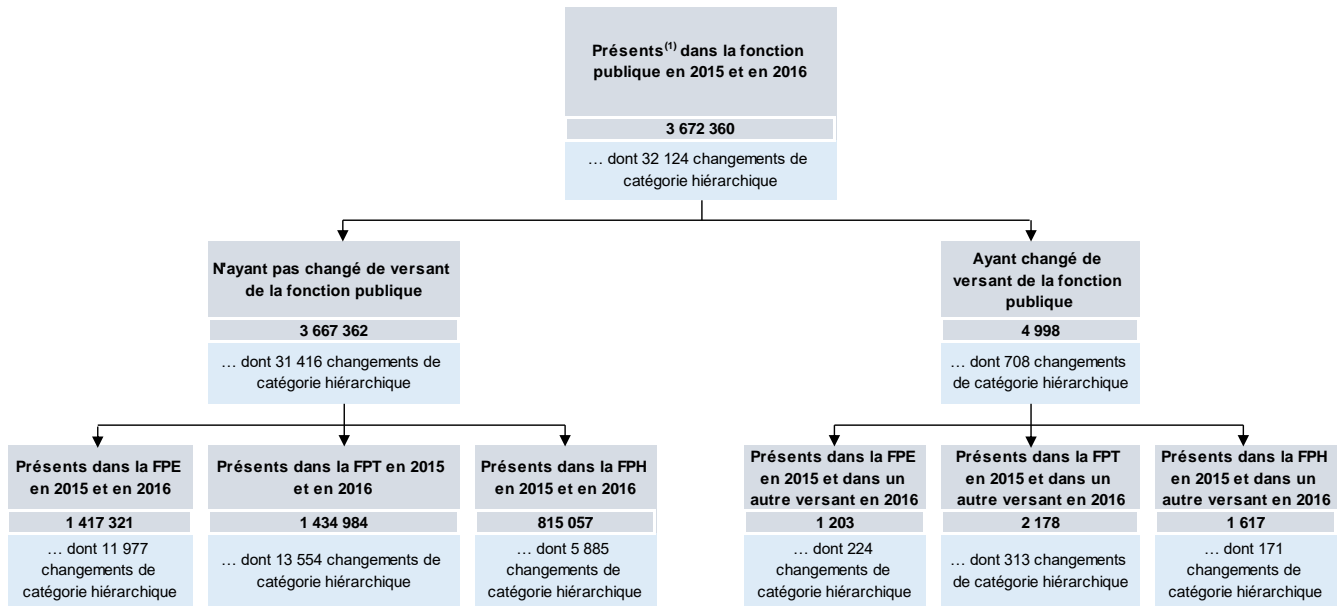 Présents(1) dans la fonction
publique en 2015 et en 2016
3 672 360
… dont 32 124 changements de
catégorie hiérarchique
N'ayant pas changé de versant
de la fonction publique
3 667 362
… dont 31 416 changements de
catégorie hiérarchique
Ayant changé de
versant de la fonction
publique
4 998
… dont 708 changements
de catégorie hiérarchique
Présents dans la FPE
en 2015 et en 2016
1 417 321
… dont 11 977
changements de
catégorie hiérarchique
Présents dans la FPT en 2015
et en 2016
1 434 984
… dont 13 554 changements de
catégorie hiérarchique
Présents dans la FPH
en 2015 et en 2016
815 057
… dont 5 885
changements de
catégorie hiérarchique
Présents dans la FPE
en 2015 et dans un
autre versant en 2016
1 203
… dont 224
changements de
catégorie hiérarchique
Présents dans la FPT
en 2015 et dans un
autre versant en 2016
2 178
… dont 313 changements
de catégorie hiérarchique
Présents dans la FPH
en 2015 et dans un
autre versant en 2016
1 617
… dont 171
changements de
catégorie hiérarchique